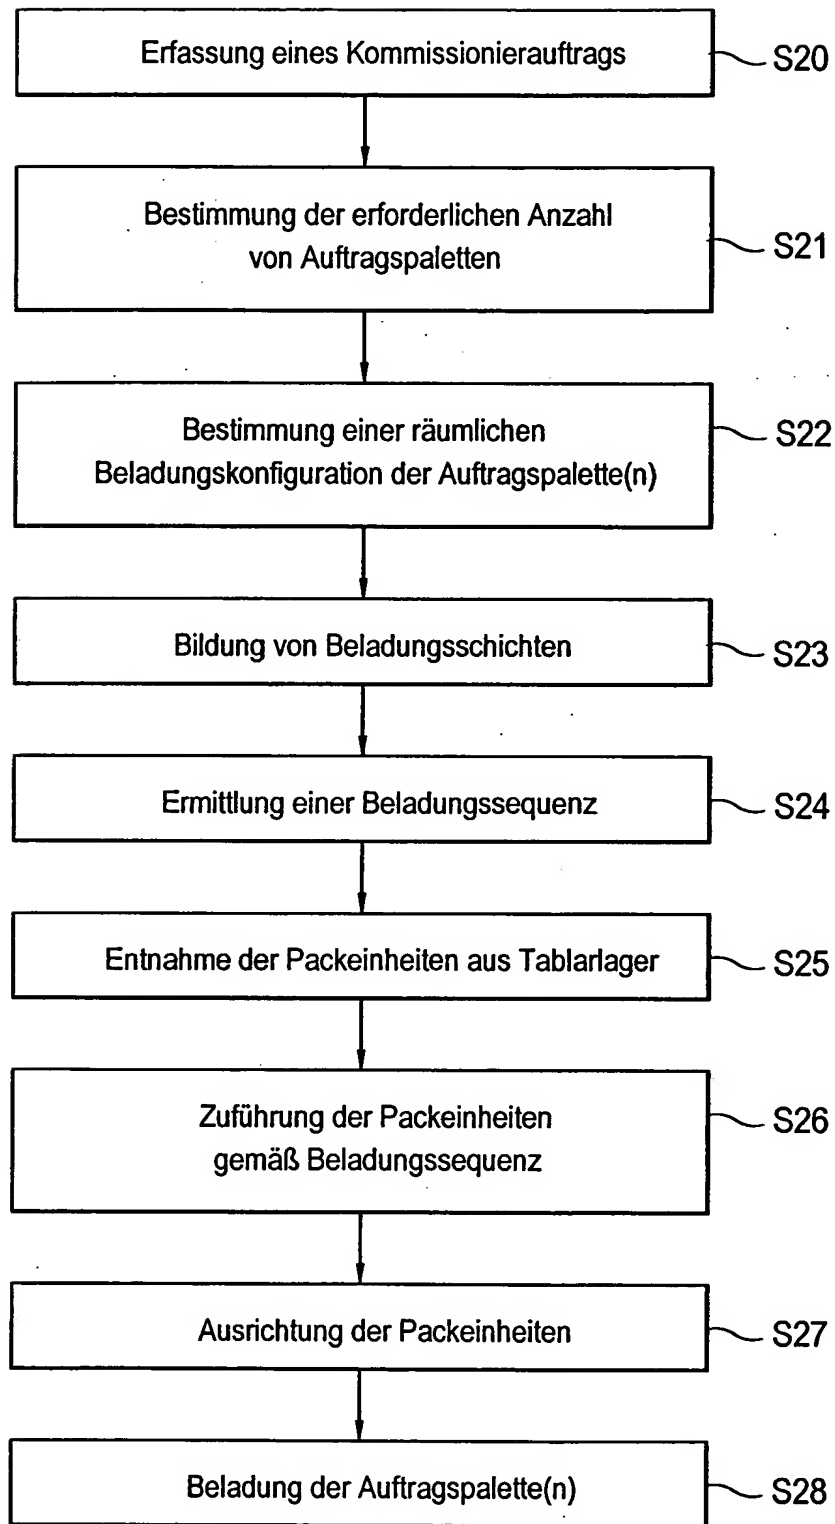 Erfassung eines Kommissionierauftrags
S20
Bestimmung der erforderlichen Anzahl
von Auftragspaletten
S21
Bestimmung einer räumlichen
Beladungskonfiguration der Auftragspalette(n)
S22
Bildung von Beladungsschichten
S23
Ermittlung einer Beladungssequenz
S24
Entnahme der Packeinheiten aus Tablarlager
S25
Zuführung der Packeinheiten
gemäß Beladungssequenz
S26
Ausrichtung der Packeinheiten
S27
Beladung der Auftragspalette(n)
S28